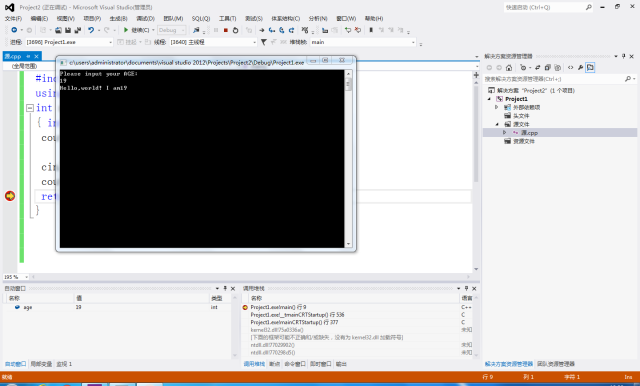 Project2 (正在调试) - Microsoft Visual Studio(管理员)
快速启动 (Ctrl+Q)
文件(F) 编辑(E) 视图(V) 项目(P) 生成(B) 调试(D) 团队(M) SQL(L) 工具(T) 测试(S) 体系结构(C) 分析(N) 窗口(W) 帮助(H)
继续(C) Debug
进程: [3696] Project1.exe 挂起 线程: [3640] 主线程 堆栈帧: main
源.cpp
(全局范围)
c:\users\administrator\documents\visual studio 2012\Projects\Project2\Debug\Project1.exe
Please input your AGE:
19
Hello,world! I am19
#inc
usin
int
{ in
cou
cin
cou
ret
}
195 %
解决方案资源管理器
搜索解决方案资源管理器(Ctrl+;)
解决方案 "Project2" (1 个项目)
Project1
外部依赖项
头文件
源文件
源.cpp
资源文件
自动窗口
名称 值 类型
age 19 int
自动窗口 局部变量 监视 1
调用堆栈
名称 语言
Project1.exe!main() 行 9 C++
Project1.exe!__tmainCRTStartup() 行 536 C
Project1.exe!mainCRTStartup() 行 377 C
kernel32.dll!75a9336a() 未知
[下面的框架可能不正确和/或缺失，没有为 kernel32.dll 加载符号]
ntdll.dll!77029902() 未知
ntdll.dll!770298d5() 未知
调用堆栈 断点 命令窗口 即时窗口 输出
解决方案资源管理器 团队资源管理器
就绪 行 9 列 1 字符 1 Ins